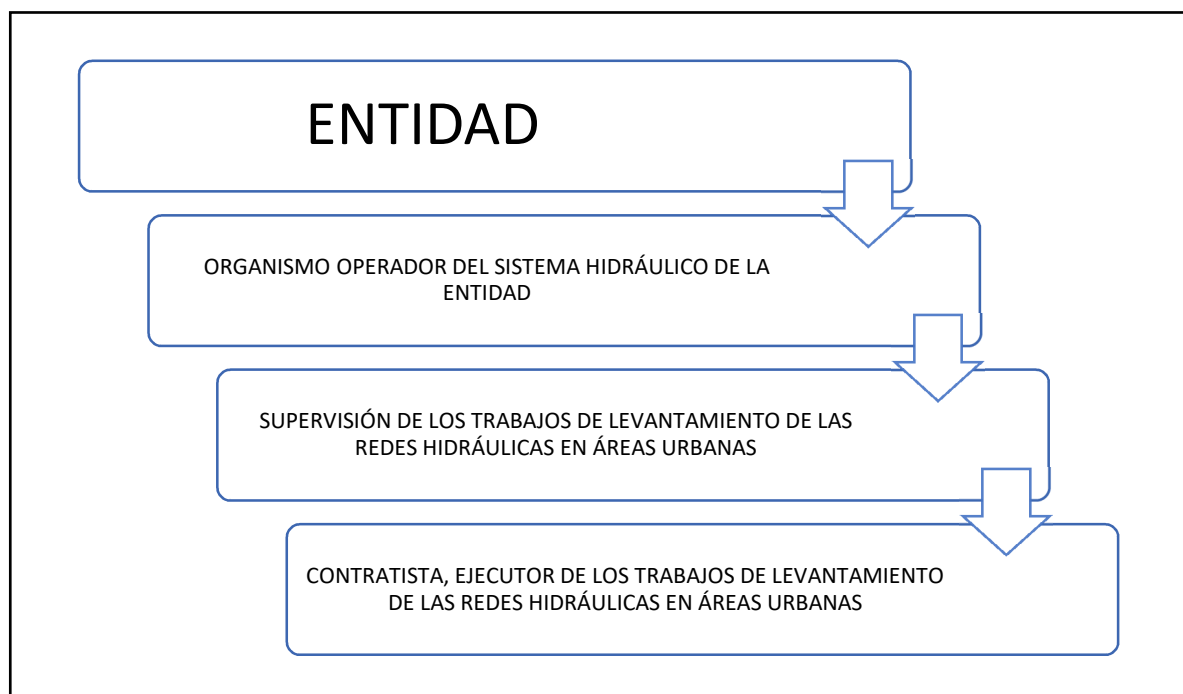 ENTIDAD
ORGANISMO OPERADOR DEL SISTEMA HIDRÁULICO DE LA
ENTIDAD
SUPERVISIÓN DE LOS TRABAJOS DE LEVANTAMIENTO DE LAS
REDES HIDRÁULICAS EN ÁREAS URBANAS
CONTRATISTA, EJECUTOR DE LOS TRABAJOS DE LEVANTAMIENTO
DE LAS REDES HIDRÁULICAS EN ÁREAS URBANAS